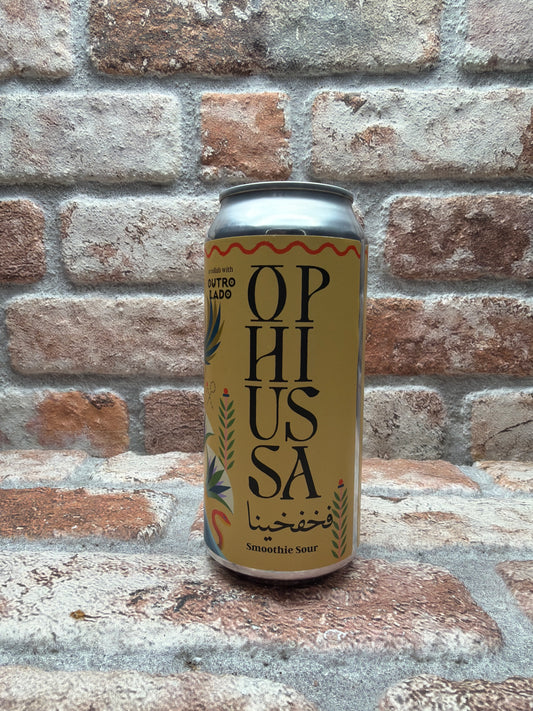 a collab with
OUTRO
LADO
OP
HI
US
SA
فخفخينا
Smoothie Sour